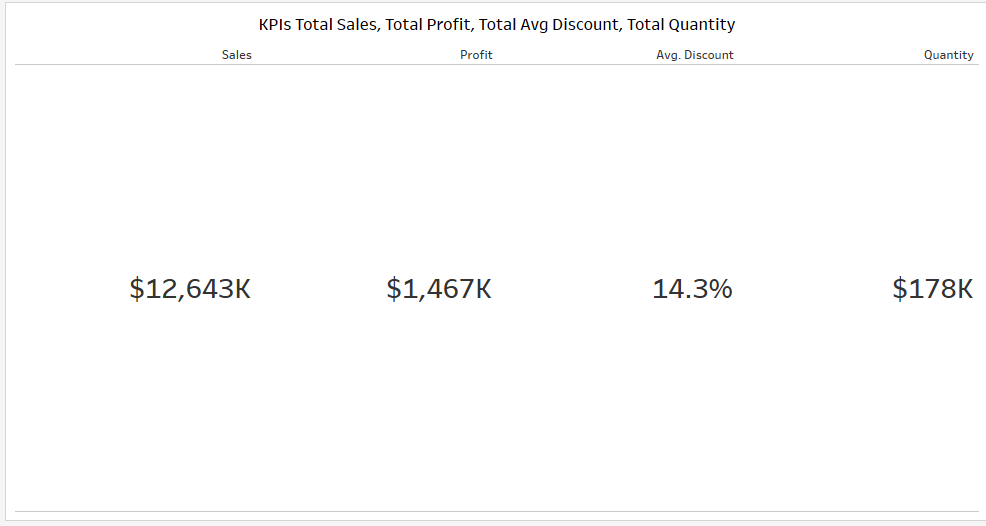 KPIs Total Sales, Total Profit, Total Avg Discount, Total Quantity
Sales Profit Avg. Discount Quantity
$12,643K $1,467K 14.3% $178K